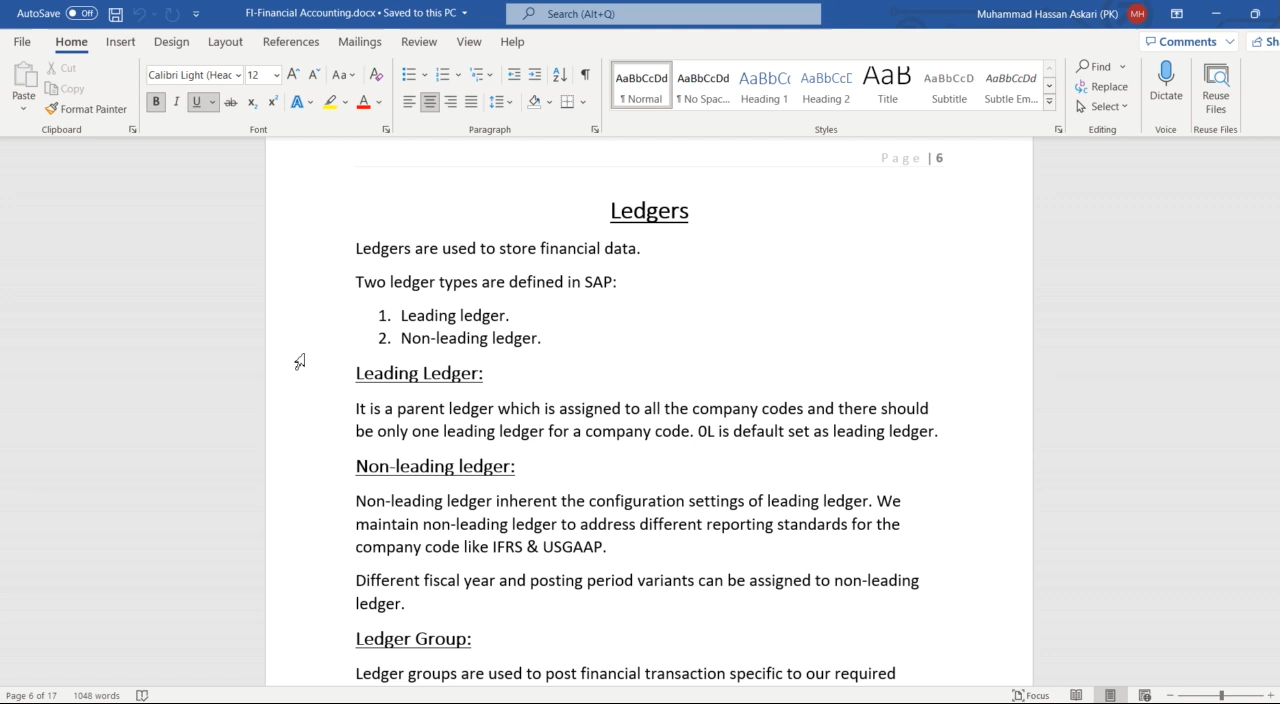 AutoSave Off FI-Financial Accounting.docx • Saved to this PC Search (Alt+Q) Muhammad Hassan Askari (PK) MH
File Home Insert Design Layout References Mailings Review View Help Comments Sh
Paste Cut Copy Format Painter Clipboard
Calibri Light (Heac 12 Aa B I U ab x₂ x² A A Font
Paragraph
AaBbCcDd ¶ Normal AaBbCcDd ¶ No Spac... AaBbC( Heading 1 AaBbCcE Heading 2 AaB Title AaBbCcD Subtitle AaBbCcDd Subtle Em... Styles
Find Replace Select Editing
Dictate Voice
Reuse Files Reuse Files
Page | 6
Ledgers
Ledgers are used to store financial data.
Two ledger types are defined in SAP:
1. Leading ledger.
2. Non-leading ledger.
Leading Ledger:
It is a parent ledger which is assigned to all the company codes and there should
be only one leading ledger for a company code. 0L is default set as leading ledger.
Non-leading ledger:
Non-leading ledger inherent the configuration settings of leading ledger. We
maintain non-leading ledger to address different reporting standards for the
company code like IFRS & USGAAP.
Different fiscal year and posting period variants can be assigned to non-leading
ledger.
Ledger Group:
Ledger groups are used to post financial transaction specific to our required
Page 6 of 17 1048 words Focus